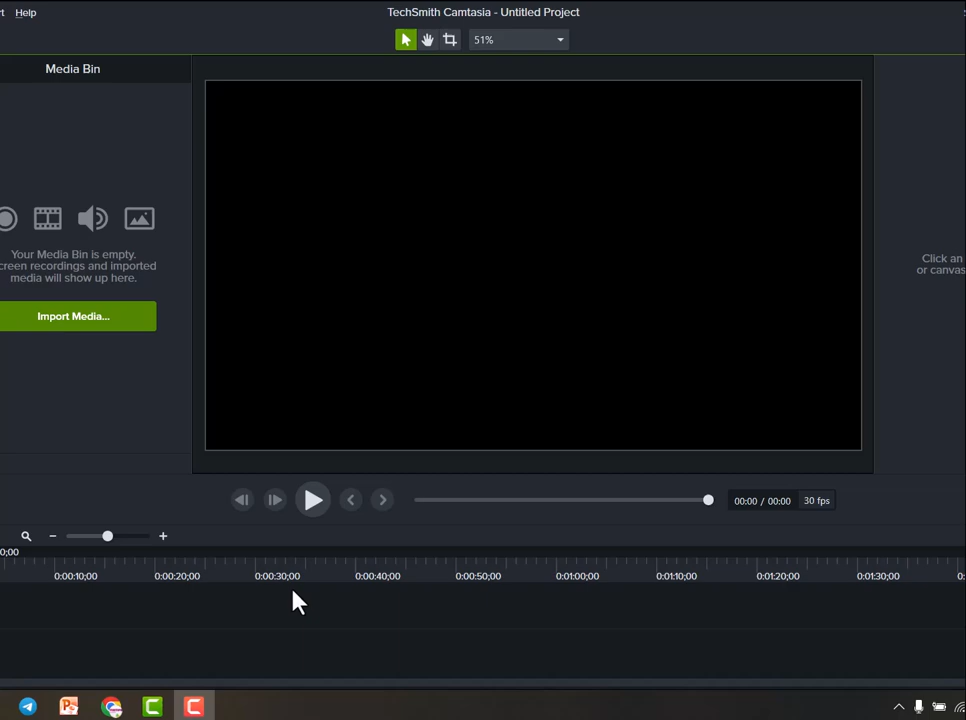 Help
TechSmith Camtasia - Untitled Project
51%
Media Bin
Your Media Bin is empty.
creen recordings and imported
media will show up here.
Import Media...
Click an
or canvas
00:00 / 00:00
30 fps
0:00:10;00
0:00:20;00
0:00:30;00
0:00:40;00
0:00:50;00
0:01:00;00
0:01:10;00
0:01:20;00
0:01:30;00